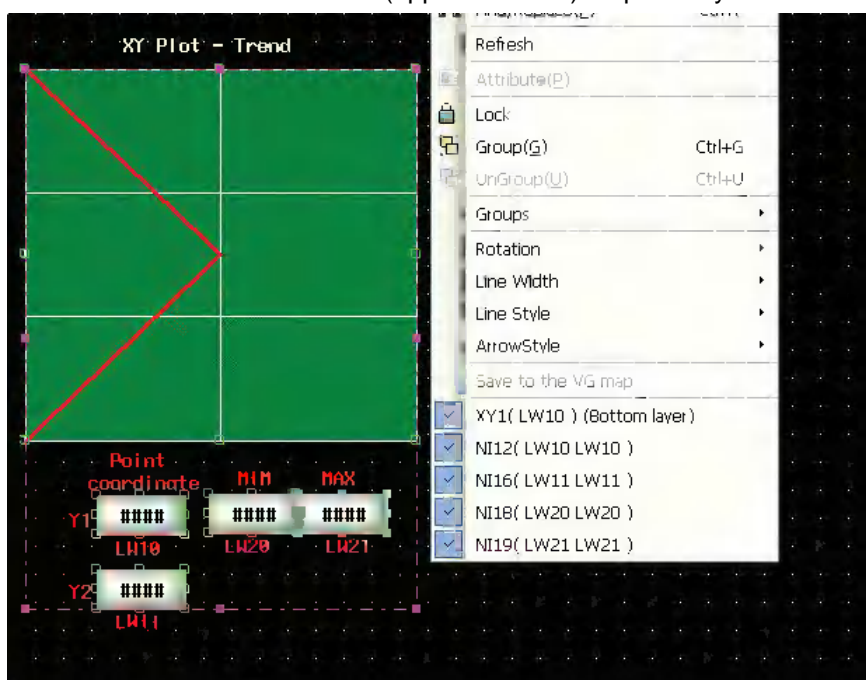 XY Plot - Trend
Refresh
Attribute(P)
Lock
Group(G) Ctrl+G
UnGroup(U) Ctrl+U
Groups
Rotation
Line Width
Line Style
ArrowStyle
Save to the VG map
XY1( LW10 ) (Bottom layer)
NI12( LW10 LW10 )
NI16( LW11 LW11 )
NI18( LW20 LW20 )
NI19( LW21 LW21 )
Point
coordinate MIM MAX
Y1 #### #### ####
LW10 LW20 LW21
Y2 ####
LW11